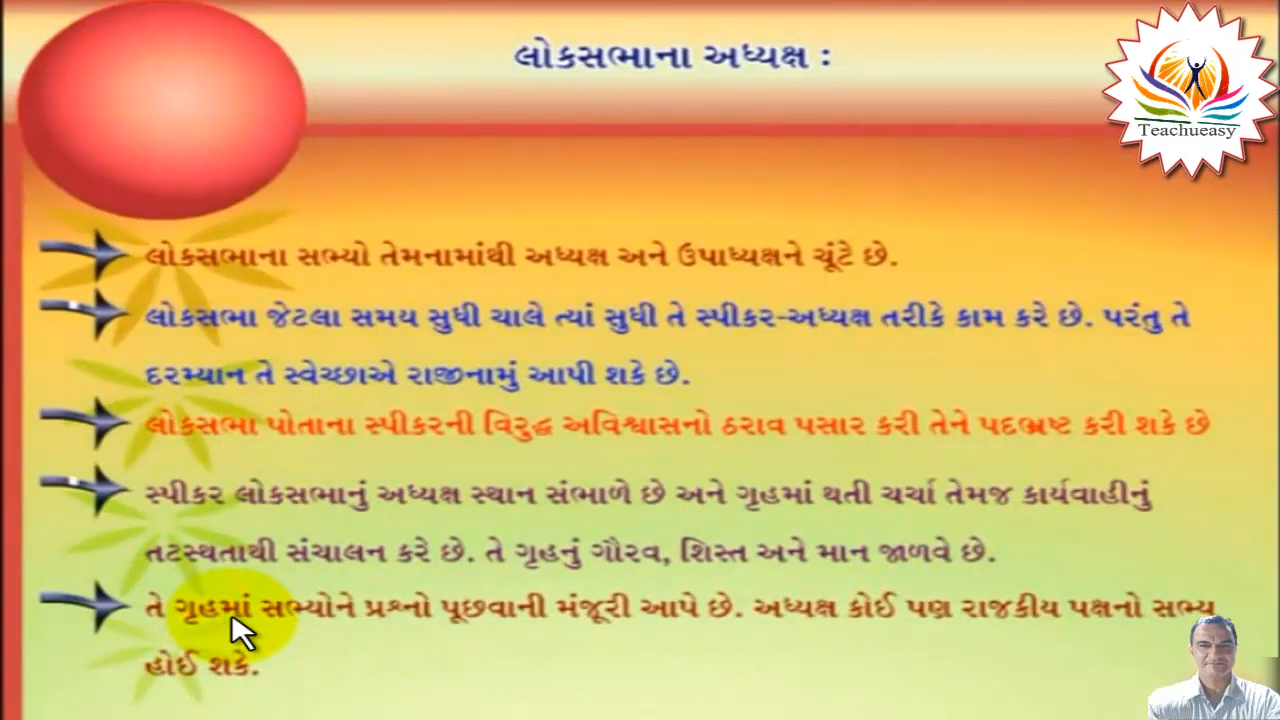 લોકસભાના અધ્યક્ષ :
Teachueasy
લોકસભાના સભ્યો તેમનામાંથી અધ્યક્ષ અને ઉપાધ્યક્ષને ચૂંટે છે.
લોકસભા જેટલા સમય સુધી ચાલે ત્યાં સુધી તે સ્પીકર-અધ્યક્ષ તરીકે કામ કરે છે. પરંતુ તે
દરમ્યાન તે સ્વેચ્છાએ રાજીનામું આપી શકે છે.
લોકસભા પોતાના સ્પીકરની વિરુદ્ધ અવિશ્વાસનો ઠરાવ પસાર કરી તેને પદભ્રષ્ટ કરી શકે છે
સ્પીકર લોકસભાનું અધ્યક્ષ સ્થાન સંભાળે છે અને ગૃહમાં થતી ચર્ચા તેમજ કાર્યવાહીનું
તટસ્થતાથી સંચાલન કરે છે. તે ગૃહનું ગૌરવ, શિસ્ત અને માન જાળવે છે.
તે ગૃહમાં સભ્યોને પ્રશ્નો પૂછવાની મંજૂરી આપે છે. અધ્યક્ષ કોઈ પણ રાજકીય પક્ષનો સભ્ય
હોઈ શકે.